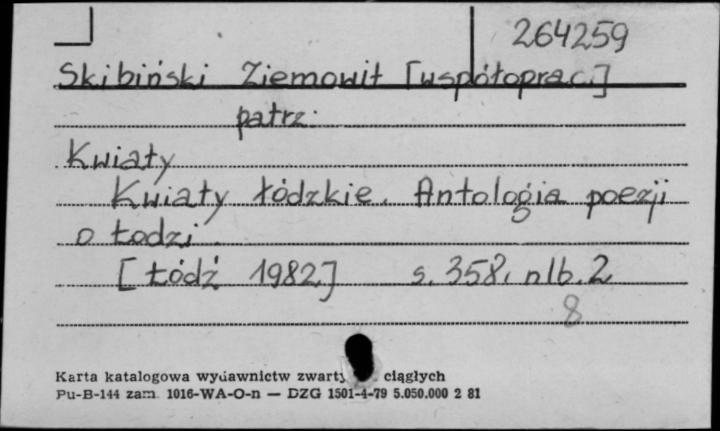 264259
Skibiński Ziemowit [współoprac.]
patrz:
Kwiaty
Kwiaty łódzkie. Antologia poezji
o Łodzi.
[Łódź 1982] s. 358, nlb. 2
8
Karta katalogowa wydawnictw ciągłych
Pu-B-144 zam. 1016-WA-O-n — DZG 1501-4-79 5.050.000 2 81